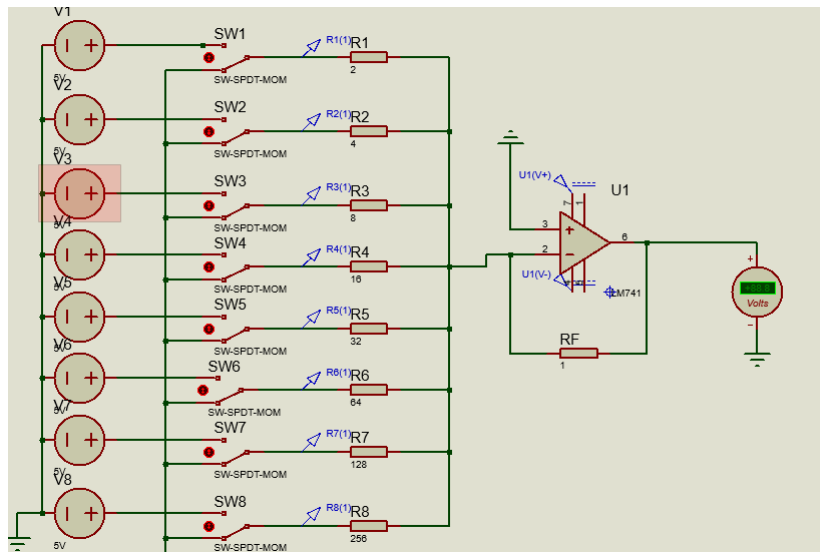 V1
SW1
R1(1)
R1
SW-SPDT-MOM
2
5V
V2
SW2
R2(1)
R2
SW-SPDT-MOM
4
5V
V3
SW3
R3(1)
R3
SW-SPDT-MOM
8
V4
SW4
R4(1)
R4
SW-SPDT-MOM
16
V5
SW5
R5(1)
R5
SW-SPDT-MOM
32
V6
SW6
R6(1)
R6
SW-SPDT-MOM
64
V7
SW7
R7(1)
R7
SW-SPDT-MOM
128
5V
V8
SW8
R8(1)
R8
SW-SPDT-MOM
256
5V
U1(V+)
U1
7
1
3
6
2
U1(V-)
LM741
RF
1
+
Volts